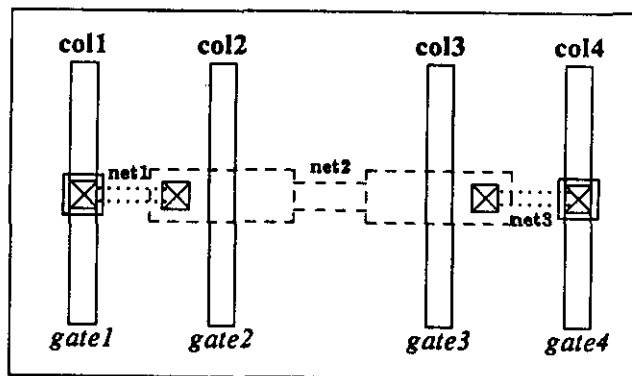 col1 col2 col3 col4
net1 net2
net3
gate1 gate2 gate3 gate4